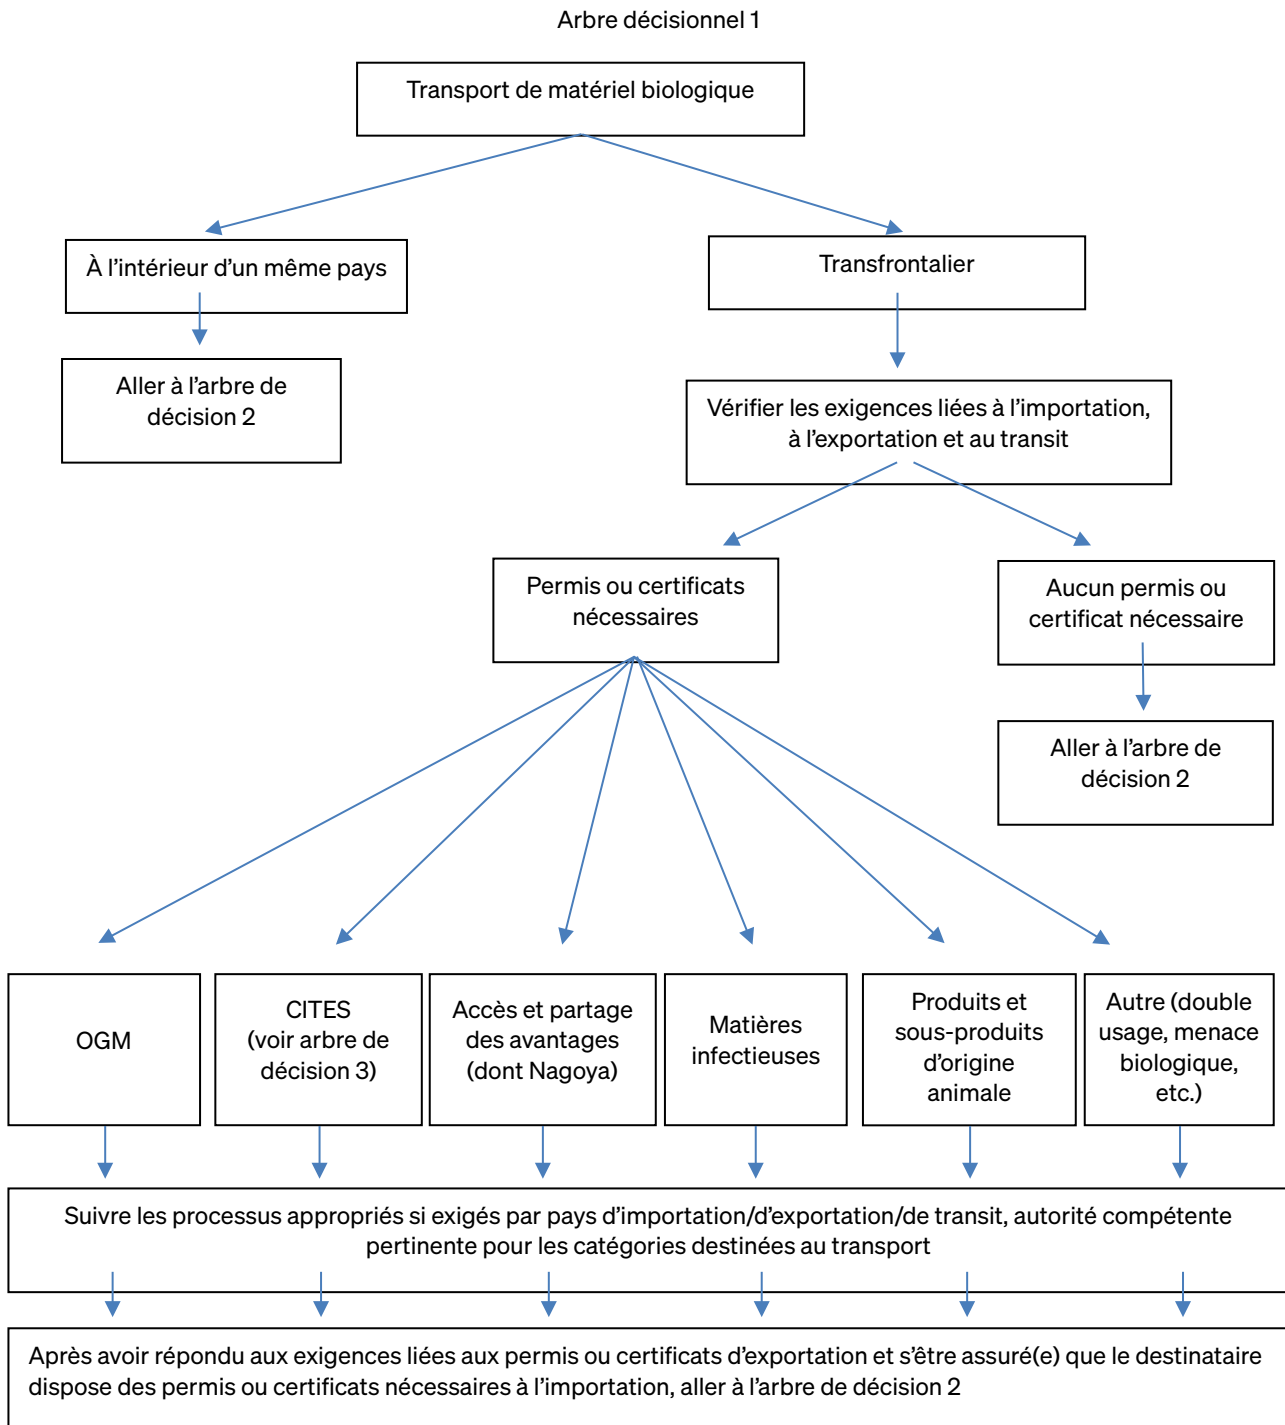 Arbre décisionnel 1
Transport de matériel biologique
À l’intérieur d’un même pays
Transfrontalier
Aller à l’arbre de
décision 2
Vérifier les exigences liées à l’importation,
à l’exportation et au transit
Permis ou certificats
nécessaires
Aucun permis ou
certificat nécessaire
Aller à l’arbre de
décision 2
OGM
CITES
(voir arbre de
décision 3)
Accès et partage
des avantages
(dont Nagoya)
Matières
infectieuses
Produits et
sous-produits
d’origine
animale
Autre (double
usage, menace
biologique,
etc.)
Suivre les processus appropriés si exigés par pays d’importation/d’exportation/de transit, autorité compétente
pertinente pour les catégories destinées au transport
Après avoir répondu aux exigences liées aux permis ou certificats d’exportation et s’être assuré(e) que le destinataire
dispose des permis ou certificats nécessaires à l’importation, aller à l’arbre de décision 2